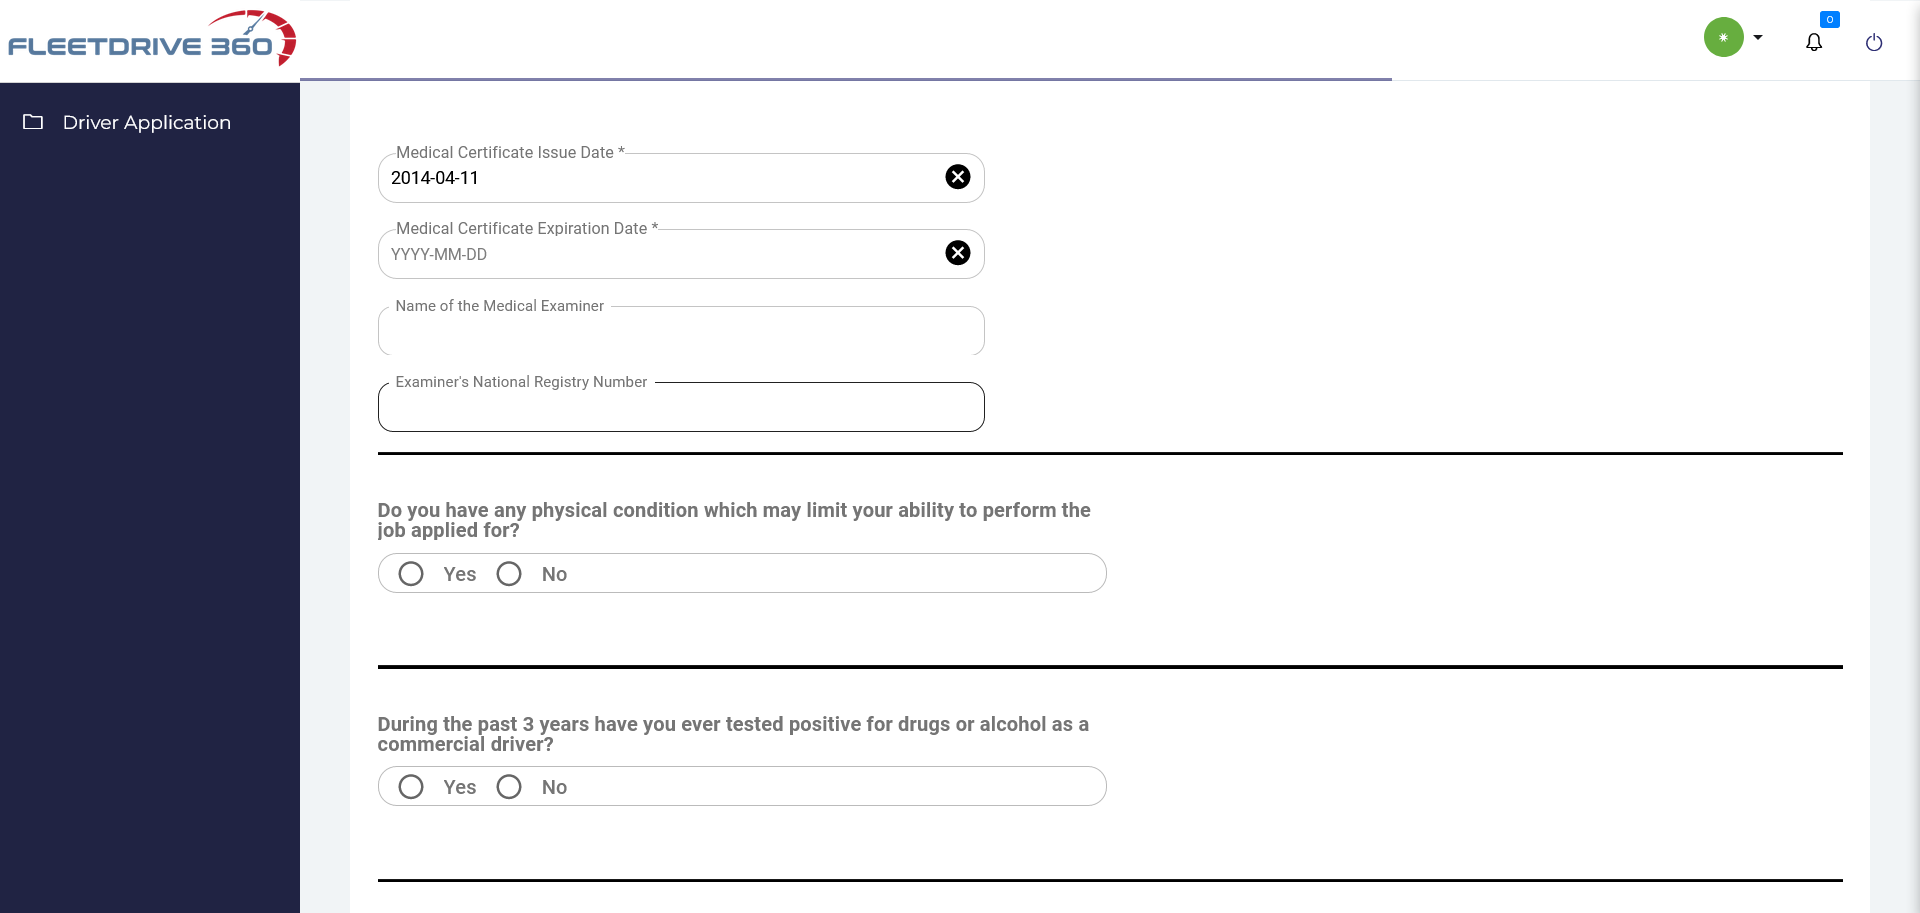 FLEETDRIVE 360
0
Driver Application
Medical Certificate Issue Date *
2014-04-11
Medical Certificate Expiration Date *
YYYY-MM-DD
Name of the Medical Examiner
Examiner's National Registry Number
Do you have any physical condition which may limit your ability to perform the
job applied for?
Yes No
During the past 3 years have you ever tested positive for drugs or alcohol as a
commercial driver?
Yes No